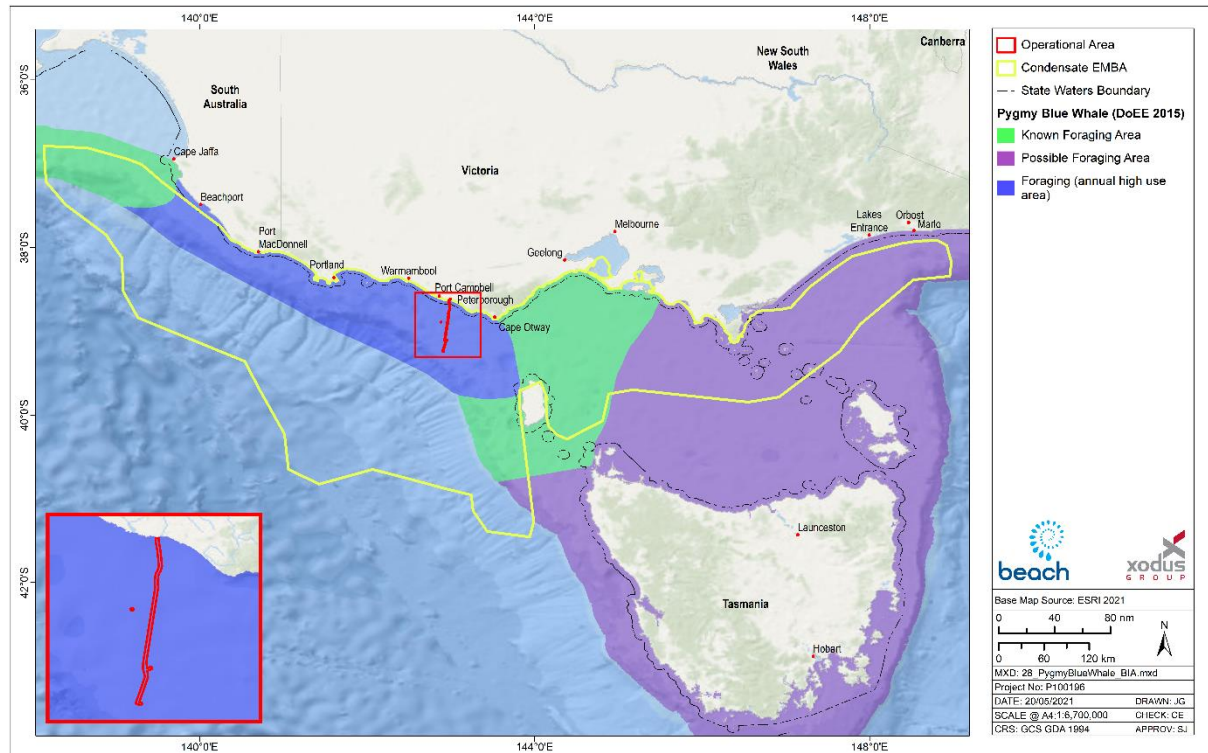 140°0'E
144°0'E
148°0'E
36°S
38°0'S
40°0'S
42°0'S
Canberra
New South
Wales
South
Australia
Cape Jaffa
Victoria
Beachport
Melbourne
Lakes
Entrance
Orbost
Marlo
Port
MacDonnell
Geelong
Portland
Warrnambool
Port Campbell
Peterborough
Cape Otway
Launceston
Tasmania
Hobart
140°0'E
144°0'E
148°0'E
Operational Area
Condensate EMBA
State Waters Boundary
Pygmy Blue Whale (DoEE 2015)
Known Foraging Area
Possible Foraging Area
Foraging (annual high use
area)
beach
xodus
GROUP
Base Map Source: ESRI 2021
0 40 80 nm
N
0 60 120 km
MXD: 28_PygmyBlueWhale_BIA.mxd
Project No: P100196
DATE: 20/05/2021 DRAWN: JG
SCALE @ A4:1:6,700,000 CHECK: CE
CRS: GCS GDA 1994 APPROV: SJ